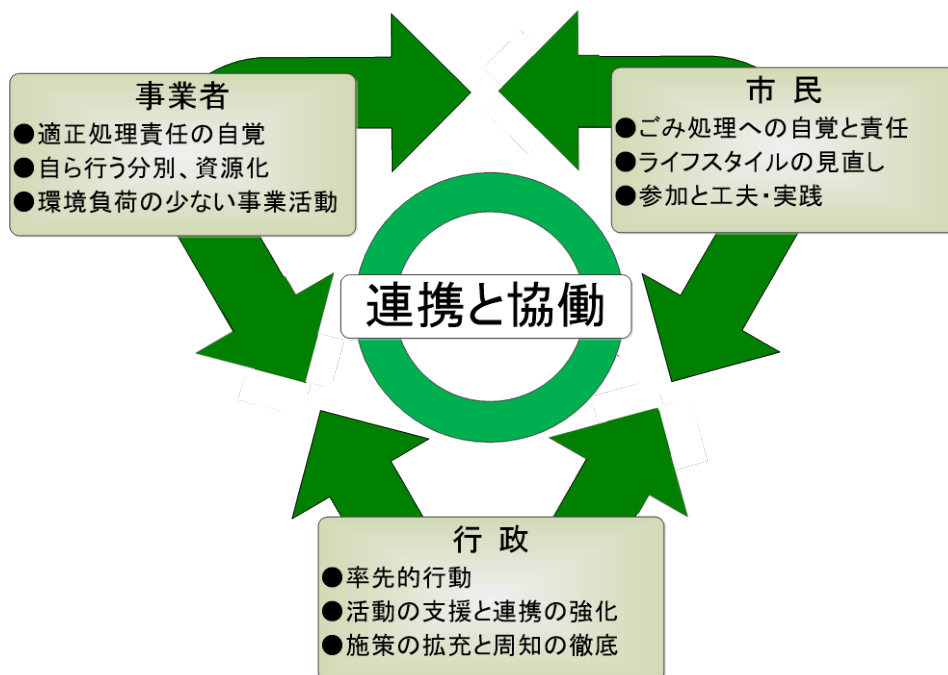 事業者
●適正処理責任の自覚
●自ら行う分別、資源化
●環境負荷の少ない事業活動
市 民
●ごみ処理への自覚と責任
●ライフスタイルの見直し
●参加と工夫・実践
連携と協働
行 政
●率先的行動
●活動の支援と連携の強化
●施策の拡充と周知の徹底